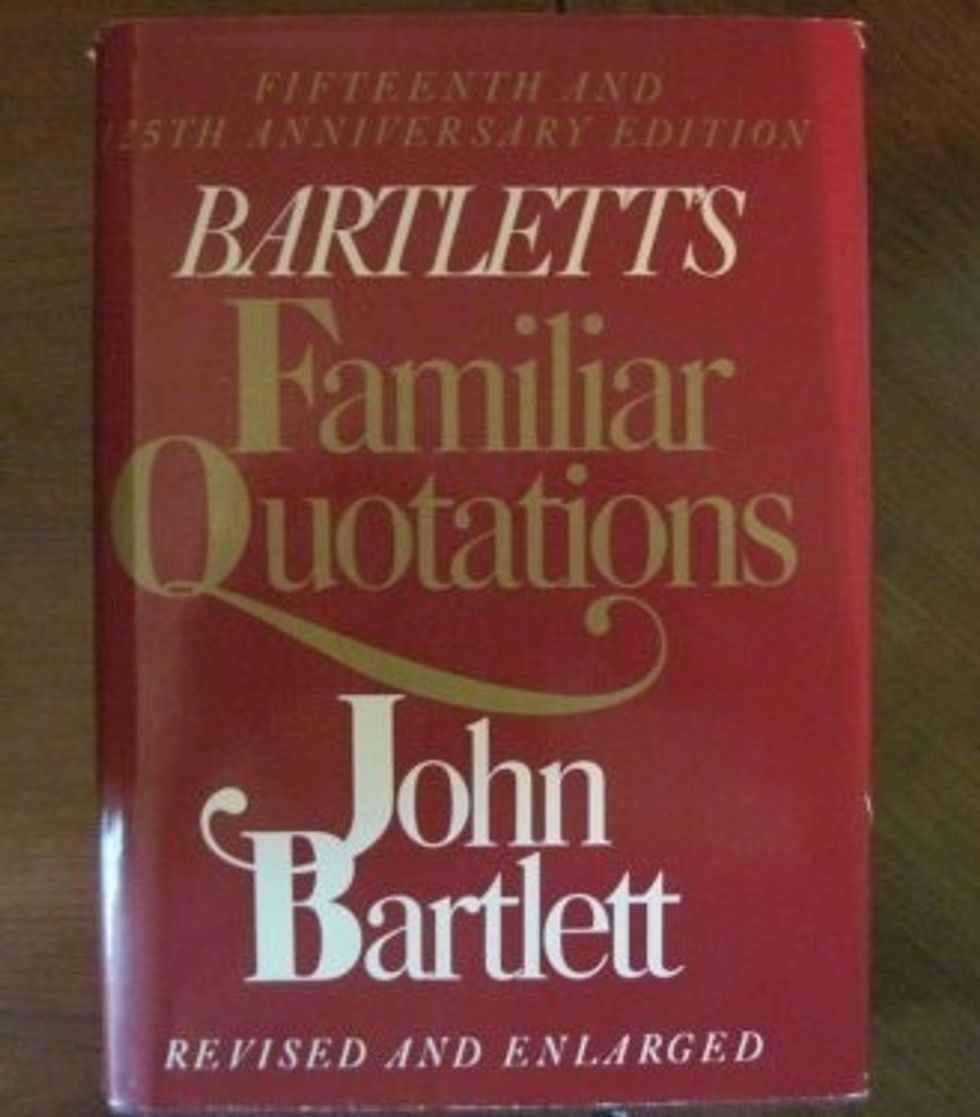 FIFTEENTH AND
125TH ANNIVERSARY EDITION
BARTLETT'S
Familiar
Quotations
John
Bartlett
REVISED AND ENLARGED